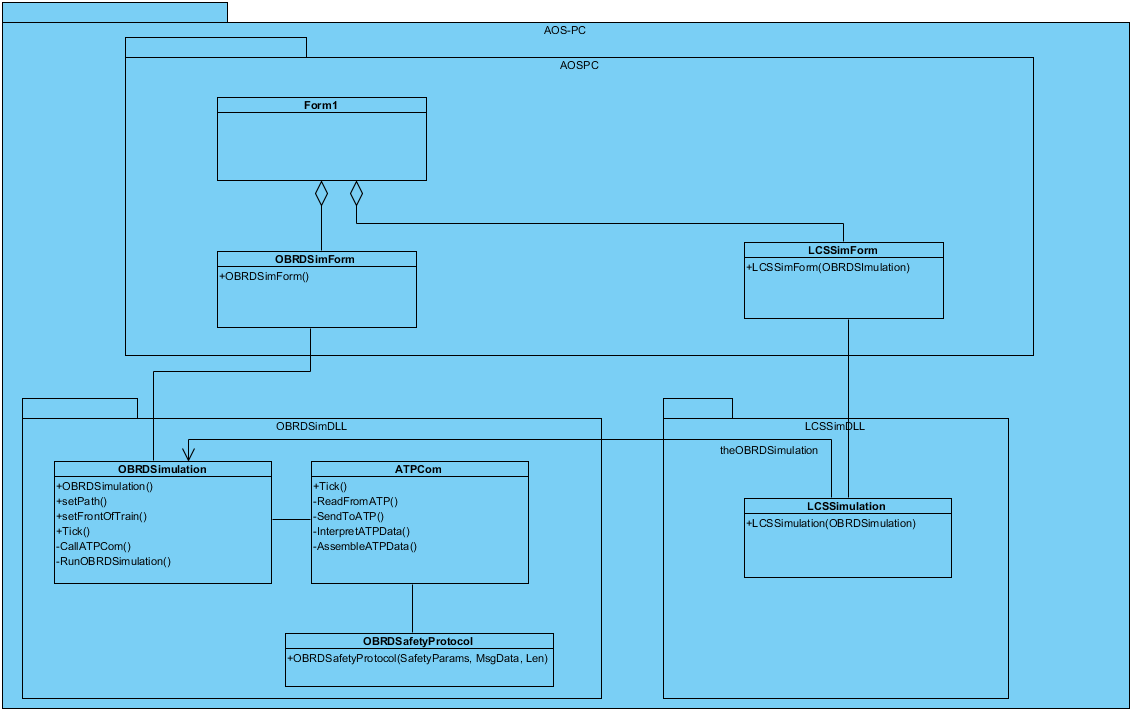 AOS-PC
AOSPC
Form1
OBRDSimForm
+OBRDSimForm()
LCSSimForm
+LCSSimForm(OBRDSImulation)
OBRDSimDLL
LCSSimDLL
theOBRDSimulation
OBRDSimulation
+OBRDSimulation()
+setPath()
+setFrontOfTrain()
+Tick()
-CallATPCom()
-RunOBRDSimulation()
ATPCom
+Tick()
-ReadFromATP()
-SendToATP()
-InterpretATPData()
-AssembleATPData()
LCSSimulation
+LCSSimulation(OBRDSimulation)
OBRDSafetyProtocol
+OBRDSafetyProtocol(SafetyParams, MsgData, Len)